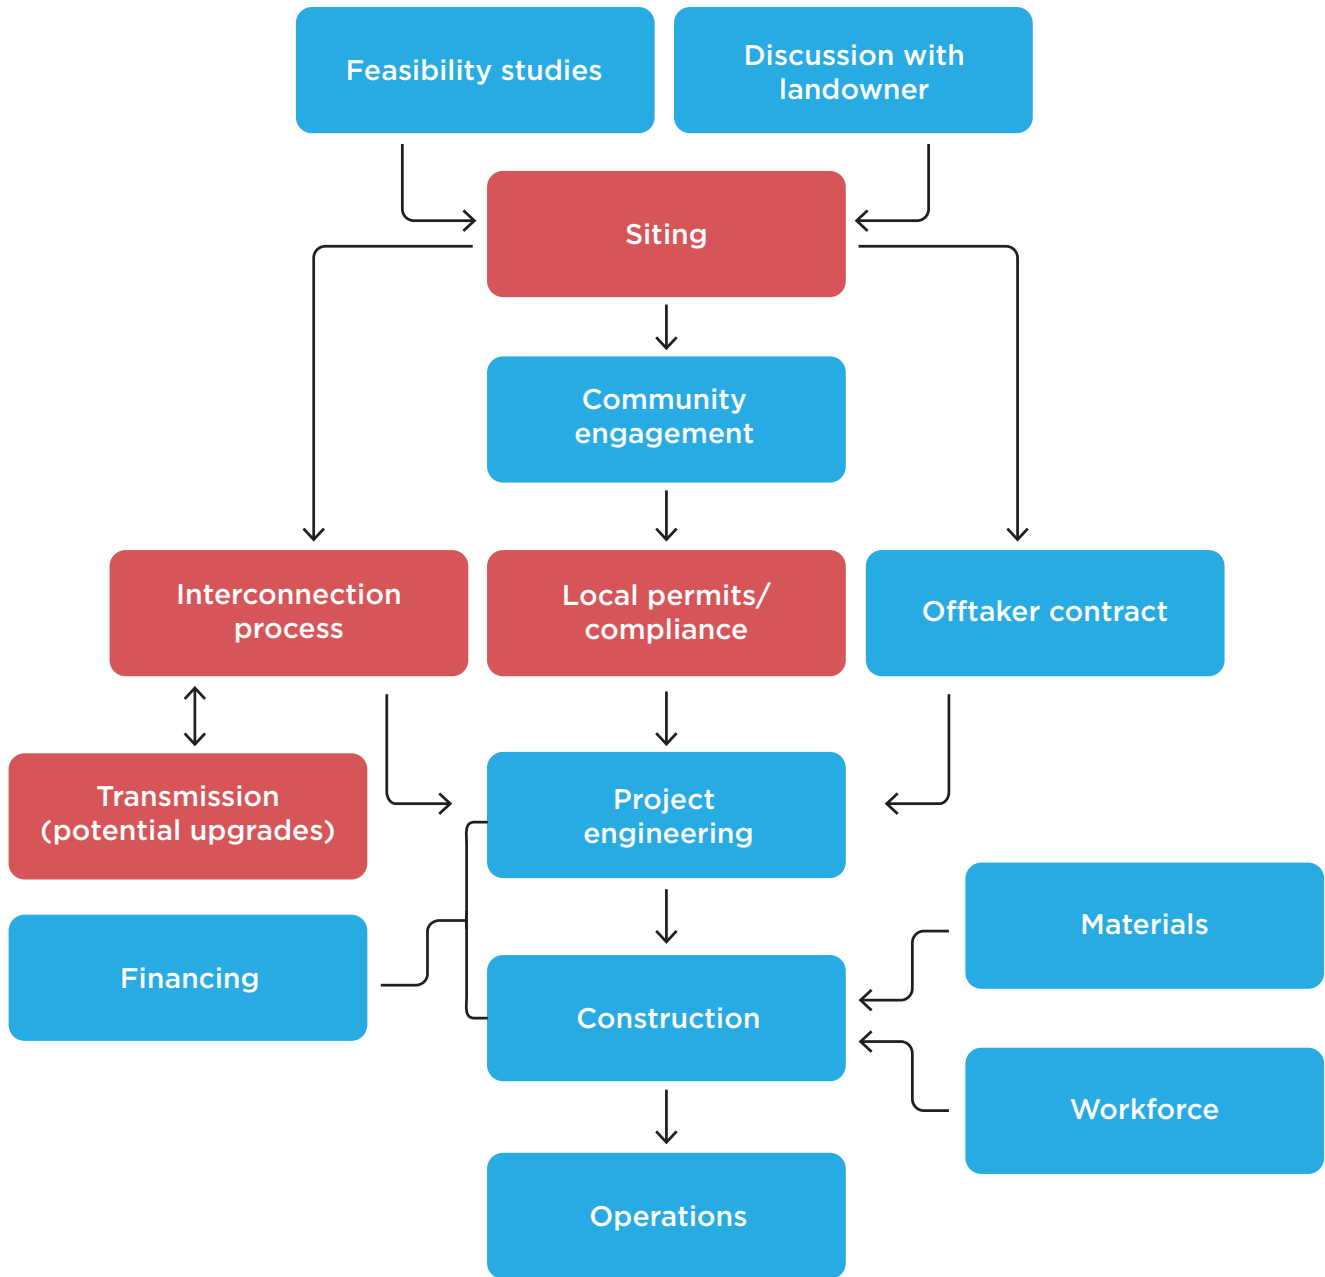 Feasibility studies
Discussion with
landowner
Siting
Community
engagement
Interconnection
process
Local permits/
compliance
Offtaker contract
Transmission
(potential upgrades)
Project
engineering
Materials
Financing
Construction
Workforce
Operations